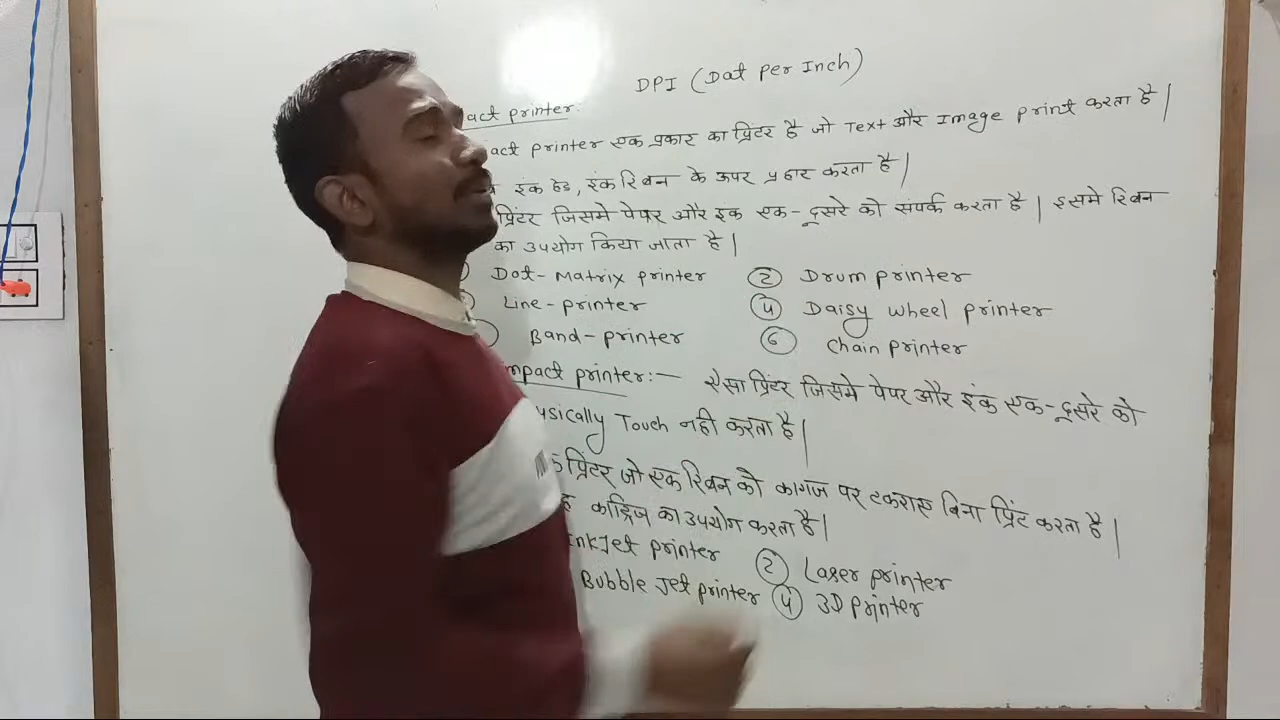 DPI (Dot Per Inch)
act printer:
act printer एक प्रकार का प्रिंटर है जो Text और Image print करता है |
इंक हेड, इंक रिबन के ऊपर प्रहार करता है |
प्रिंटर जिसमे पेपर और इंक एक-दूसरे को संपर्क करता है | इसमे रिबन
का उपयोग किया जाता है |
Dot-Matrix printer ② Drum printer
Line-printer ④ Daisy wheel printer
Band-printer ⑥ chain printer
mpact printer:— ऐसा प्रिंटर जिसमे पेपर और इंक एक-दूसरे को
ysically Touch नही करता है |
प्रिंटर जो एक रिबन को कागज पर टकराए बिना प्रिंट करता है |
ह कार्ट्रिज का उपयोग करता है |
InkJet printer ② Laser printer
Bubble Jet printer ④ 3D printer